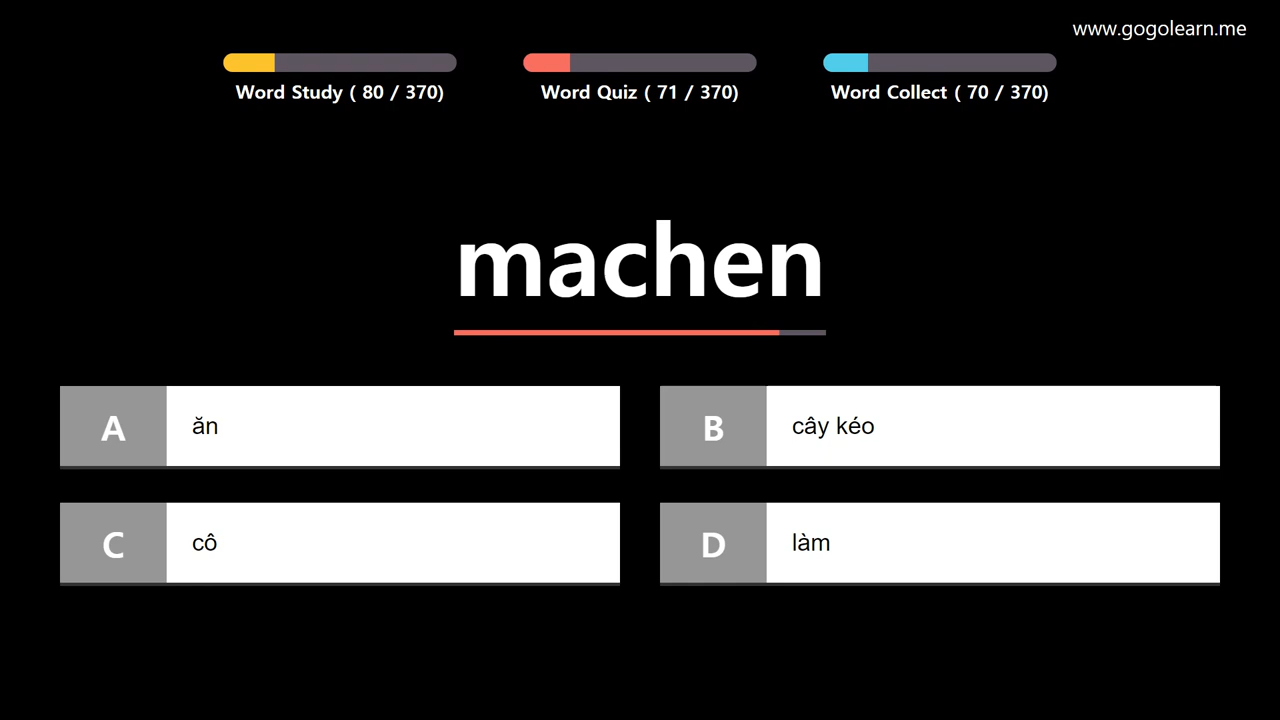 www.gogolearn.me
Word Study ( 80 / 370)
Word Quiz ( 71 / 370)
Word Collect ( 70 / 370)
machen
A ăn
B cây kéo
C cô
D làm